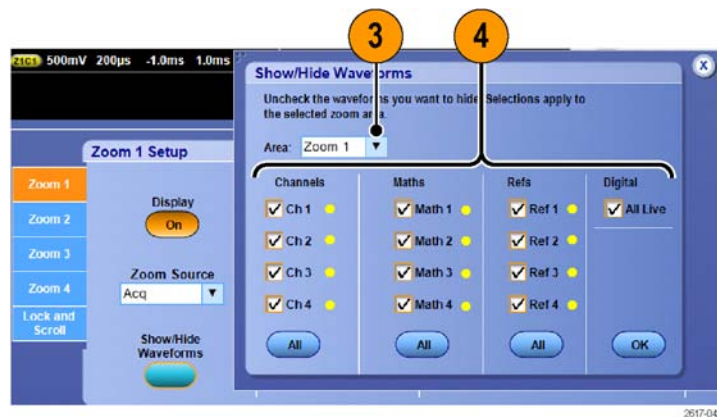 3 4
Z1C1 500mV 200µs -1.0ms 1.0ms
Show/Hide Waveforms
X
Uncheck the waveforms you want to hide. Selections apply to
the selected zoom area.
Area: Zoom 1
Zoom 1 Setup
Zoom 1
Zoom 2
Zoom 3
Zoom 4
Lock and
Scroll
Display
On
Zoom Source
Acq
Show/Hide
Waveforms
Channels Maths Refs Digital
Ch 1 Math 1 Ref 1 All Live
Ch 2 Math 2 Ref 2
Ch 3 Math 3 Ref 3
Ch 4 Math 4 Ref 4
All All All OK